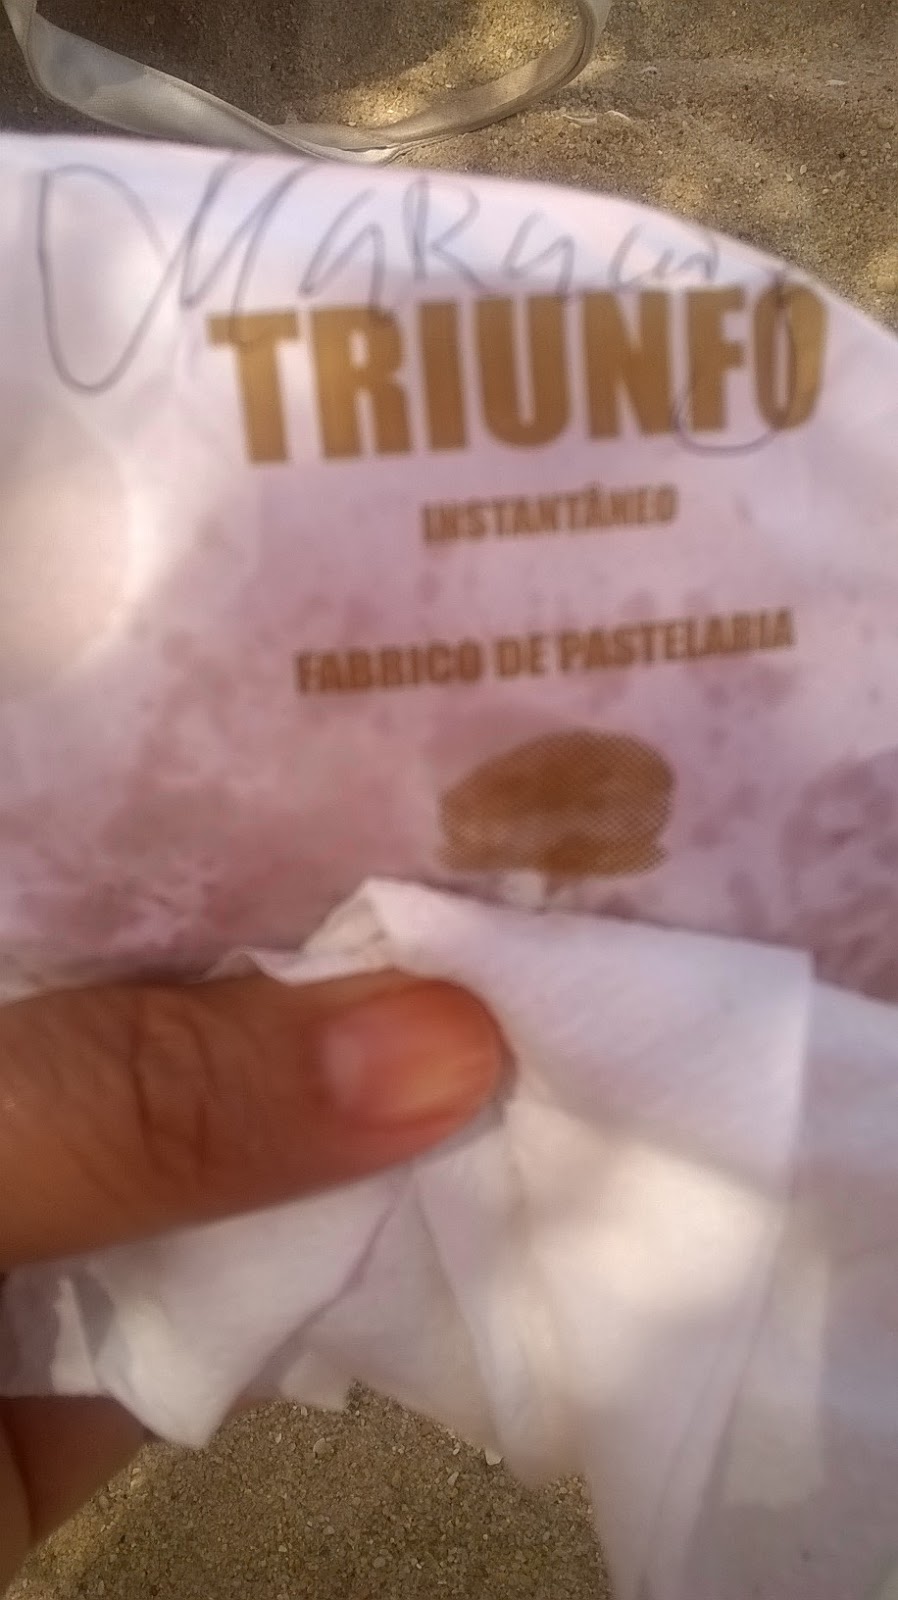 TRIUNFO
INSTANTÂNEO
FABRICO DE PASTELARIA